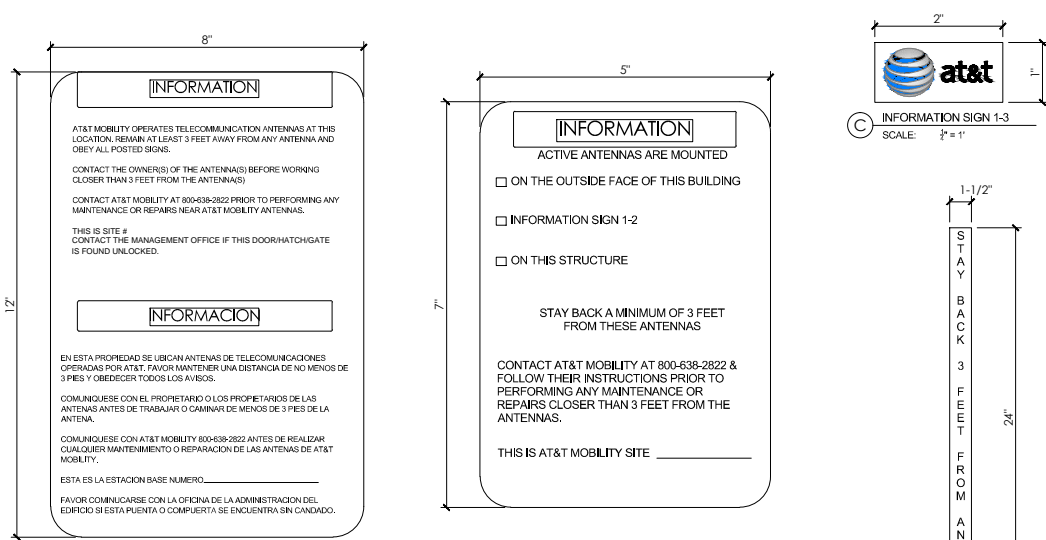 8"
12"
INFORMATION
AT&T MOBILITY OPERATES TELECOMMUNICATION ANTENNAS AT THIS
LOCATION. REMAIN AT LEAST 3 FEET AWAY FROM ANY ANTENNA AND
OBEY ALL POSTED SIGNS.
CONTACT THE OWNER(S) OF THE ANTENNA(S) BEFORE WORKING
CLOSER THAN 3 FEET FROM THE ANTENNA(S)
CONTACT AT&T MOBILITY AT 800-638-2822 PRIOR TO PERFORMING ANY
MAINTENANCE OR REPAIRS NEAR AT&T MOBILITY ANTENNAS.
THIS IS SITE #
CONTACT THE MANAGEMENT OFFICE IF THIS DOOR/HATCH/GATE
IS FOUND UNLOCKED.
INFORMACION
EN ESTA PROPIEDAD SE UBICAN ANTENAS DE TELECOMUNICACIONES
OPERADAS POR AT&T. FAVOR MANTENER UNA DISTANCIA DE NO MENOS DE
3 PIES Y OBEDECER TODOS LOS AVISOS.
COMUNIQUESE CON EL PROPIETARIO O LOS PROPIETARIOS DE LAS
ANTENAS ANTES DE TRABAJAR O CAMINAR DE MENOS DE 3 PIES DE LA
ANTENA.
COMUNIQUESE CON AT&T MOBILITY 800-638-2822 ANTES DE REALIZAR
CUALQUIER MANTENIMIENTO O REPARACION DE LAS ANTENAS DE AT&T
MOBILITY.
ESTA ES LA ESTACION BASE NUMERO
FAVOR COMINUCARSE CON LA OFICINA DE LA ADMINISTRACION DEL
EDIFICIO SI ESTA PUENTA O COMPUERTA SE ENCUENTRA SIN CANDADO.
5"
7"
INFORMATION
ACTIVE ANTENNAS ARE MOUNTED
ON THE OUTSIDE FACE OF THIS BUILDING
INFORMATION SIGN 1-2
ON THIS STRUCTURE
STAY BACK A MINIMUM OF 3 FEET
FROM THESE ANTENNAS
CONTACT AT&T MOBILITY AT 800-638-2822 &
FOLLOW THEIR INSTRUCTIONS PRIOR TO
PERFORMING ANY MAINTENANCE OR
REPAIRS CLOSER THAN 3 FEET FROM THE
ANTENNAS.
THIS IS AT&T MOBILITY SITE
2"
1"
at&t
C INFORMATION SIGN 1-3
SCALE: ½" = 1'
1-1/2"
24"
STAY BACK 3 FEET FROM AN